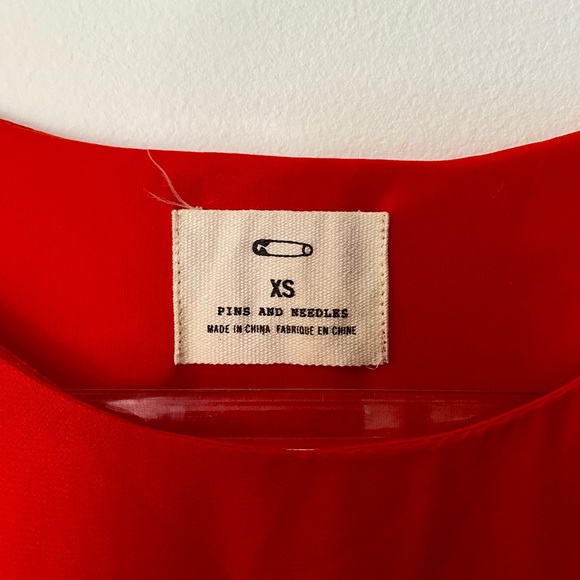 XS
PINS AND NEEDLES
MADE IN CHINA FABRIQUE EN CHINE